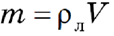 m = ρ_л V